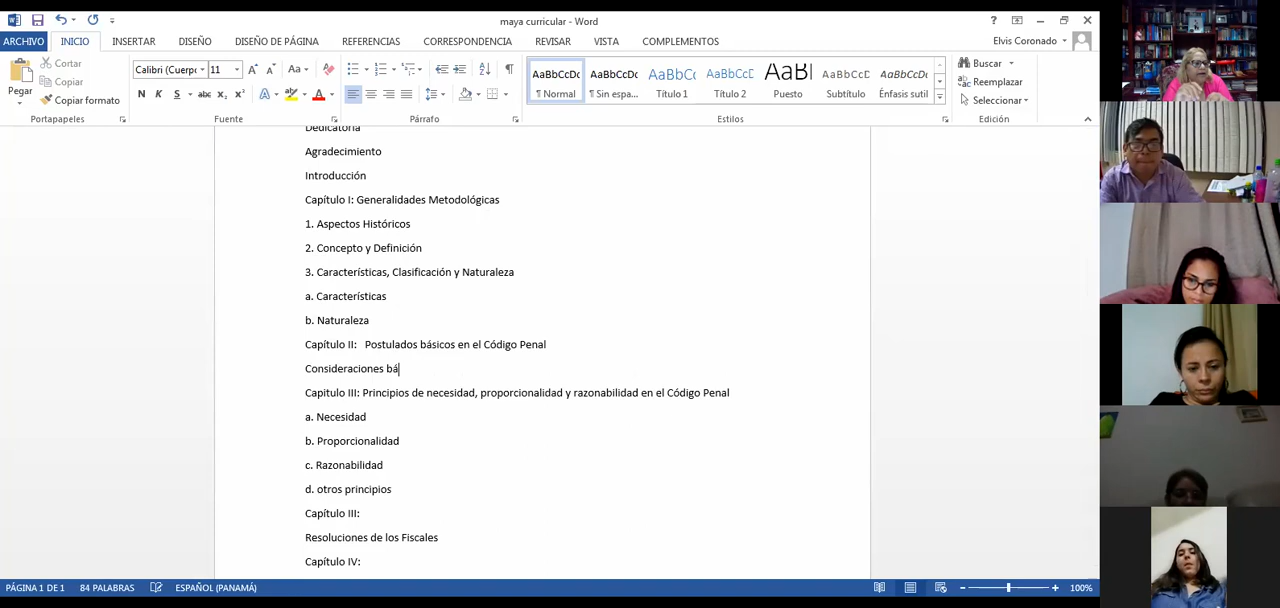 maya curricular - Word
Elvis Coronado
ARCHIVO INICIO INSERTAR DISEÑO DISEÑO DE PÁGINA REFERENCIAS CORRESPONDENCIA REVISAR VISTA COMPLEMENTOS
Pegar
Cortar
Copiar
Copiar formato
Portapapeles
Calibri (Cuerpo 11
Fuente
Párrafo
AaBbCcDc AaBbCcDc AaBbCc AaBbCcC AaBl AaBbCcD AaBbCcDc
¶ Normal ¶ Sin espa... Título 1 Título 2 Puesto Subtítulo Énfasis sutil
Estilos
Buscar
Reemplazar
Seleccionar
Edición
Dedicatoria
Agradecimiento
Introducción
Capítulo I: Generalidades Metodológicas
1. Aspectos Históricos
2. Concepto y Definición
3. Características, Clasificación y Naturaleza
a. Características
b. Naturaleza
Capítulo II: Postulados básicos en el Código Penal
Consideraciones bá
Capitulo III: Principios de necesidad, proporcionalidad y razonabilidad en el Código Penal
a. Necesidad
b. Proporcionalidad
c. Razonabilidad
d. otros principios
Capítulo III:
Resoluciones de los Fiscales
Capítulo IV:
PÁGINA 1 DE 1 84 PALABRAS ESPAÑOL (PANAMÁ) 100%